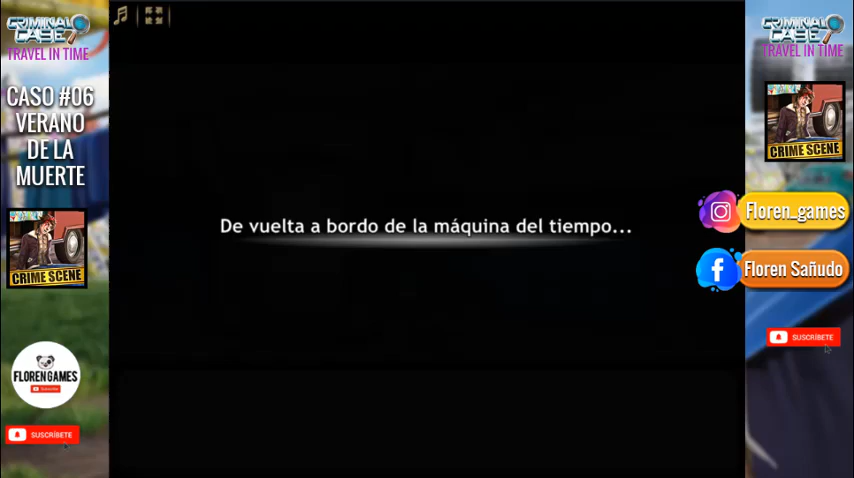 CRIMINAL
CASE
TRAVEL IN TIME
CASO #06
VERANO
DE LA
MUERTE
CRIME SCENE
FLOREN GAMES
SUSCRÍBETE
De vuelta a bordo de la máquina del tiempo...
CRIMINAL
CASE
TRAVEL IN TIME
CRIME SCENE
Floren_games
Floren Sañudo
SUSCRÍBETE